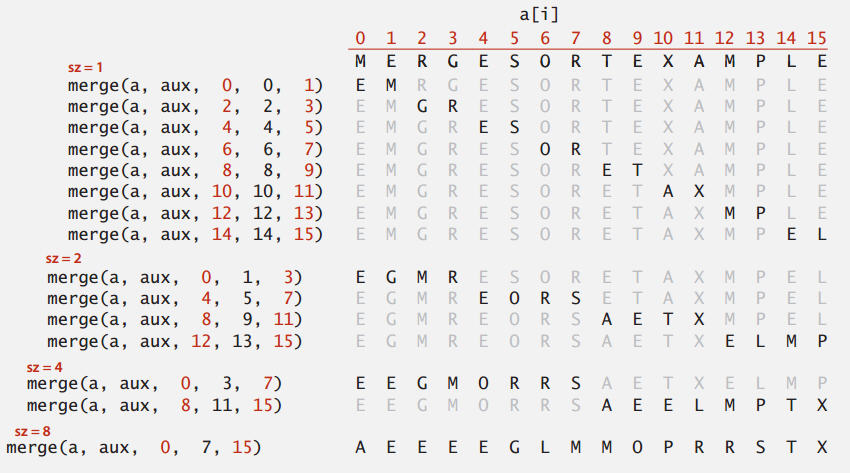 a[i]
0 1 2 3 4 5 6 7 8 9 10 11 12 13 14 15
M E R G E S O R T E X A M P L E
sz = 1
merge(a, aux, 0, 0, 1) E M R G E S O R T E X A M P L E
merge(a, aux, 2, 2, 3) E M G R E S O R T E X A M P L E
merge(a, aux, 4, 4, 5) E M G R E S O R T E X A M P L E
merge(a, aux, 6, 6, 7) E M G R E S O R T E X A M P L E
merge(a, aux, 8, 8, 9) E M G R E S O R E T X A M P L E
merge(a, aux, 10, 10, 11) E M G R E S O R E T A X M P L E
merge(a, aux, 12, 12, 13) E M G R E S O R E T A X M P L E
merge(a, aux, 14, 14, 15) E M G R E S O R E T A X M P E L
sz = 2
merge(a, aux, 0, 1, 3) E G M R E S O R E T A X M P E L
merge(a, aux, 4, 5, 7) E G M R E O R S E T A X M P E L
merge(a, aux, 8, 9, 11) E G M R E O R S A E T X M P E L
merge(a, aux, 12, 13, 15) E G M R E O R S A E T X E L M P
sz = 4
merge(a, aux, 0, 3, 7) E E G M O R R S A E T X E L M P
merge(a, aux, 8, 11, 15) E E G M O R R S A E E L M P T X
sz = 8
merge(a, aux, 0, 7, 15) A E E E E G L M M O P R R S T X